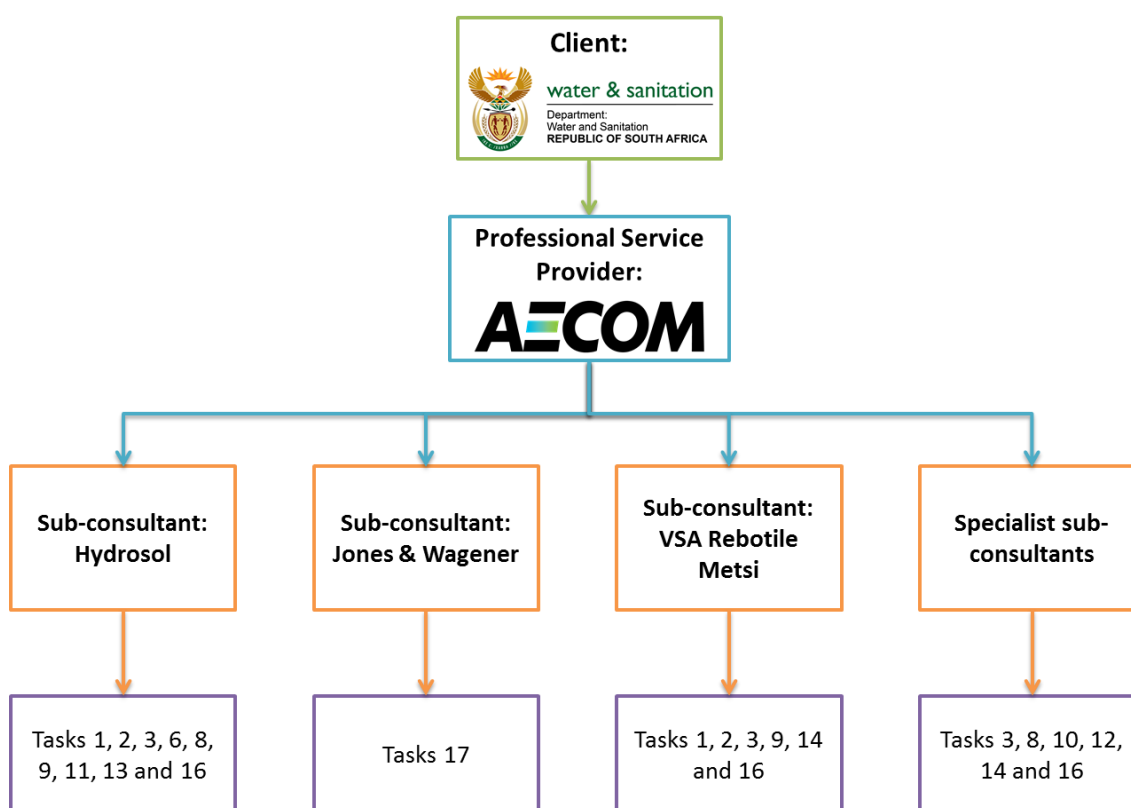 Client:
water & sanitation
Department:
Water and Sanitation
REPUBLIC OF SOUTH AFRICA
Professional Service
Provider:
AECOM
Sub-consultant:
Hydrosol
Sub-consultant:
Jones & Wagener
Sub-consultant:
VSA Rebotile
Metsi
Specialist sub-
consultants
Tasks 1, 2, 3, 6, 8,
9, 11, 13 and 16
Tasks 17
Tasks 1, 2, 3, 9, 14
and 16
Tasks 3, 8, 10, 12,
14 and 16